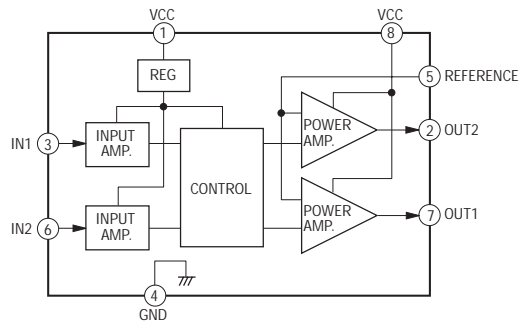 VCC
VCC
1
8
REG
5 REFERENCE
IN1 3
INPUT
AMP.
POWER
AMP.
2 OUT2
CONTROL
IN2 6
INPUT
AMP.
POWER
AMP.
7 OUT1
4
GND